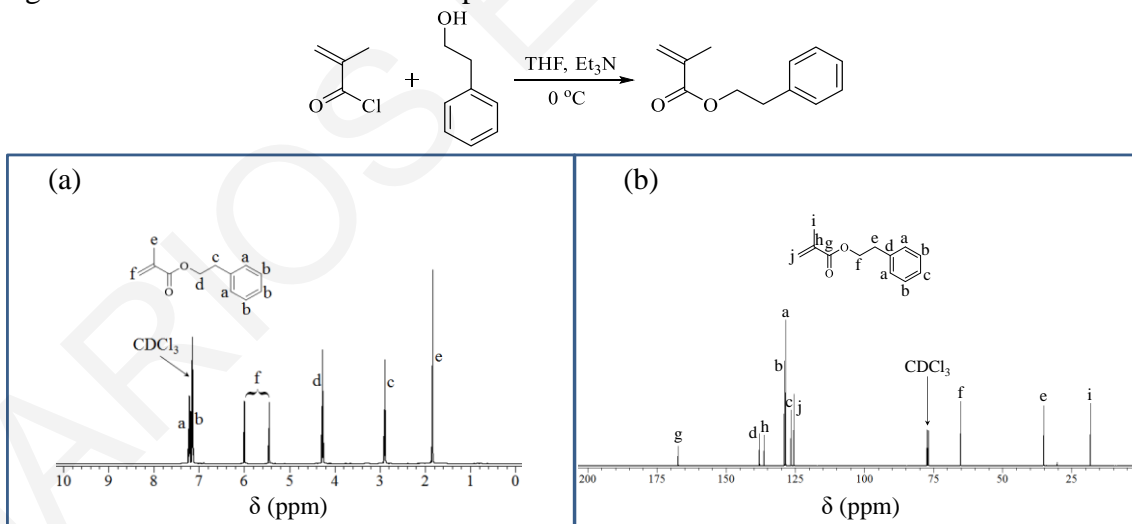 OH
THF, Et3N
0 °C
O
Cl
+
O
O
(a)
(b)
e
f
c
a
b
O
d
O
a
b
b
CDCl3
a
b
f
d
c
e
10 9 8 7 6 5 4 3 2 1 0
δ (ppm)
i
j
h
g
O
e
d
a
b
O
f
a
c
b
a
b
c
j
CDCl3
g
d
h
f
e
i
200 175 150 125 100 75 50 25 0
δ (ppm)